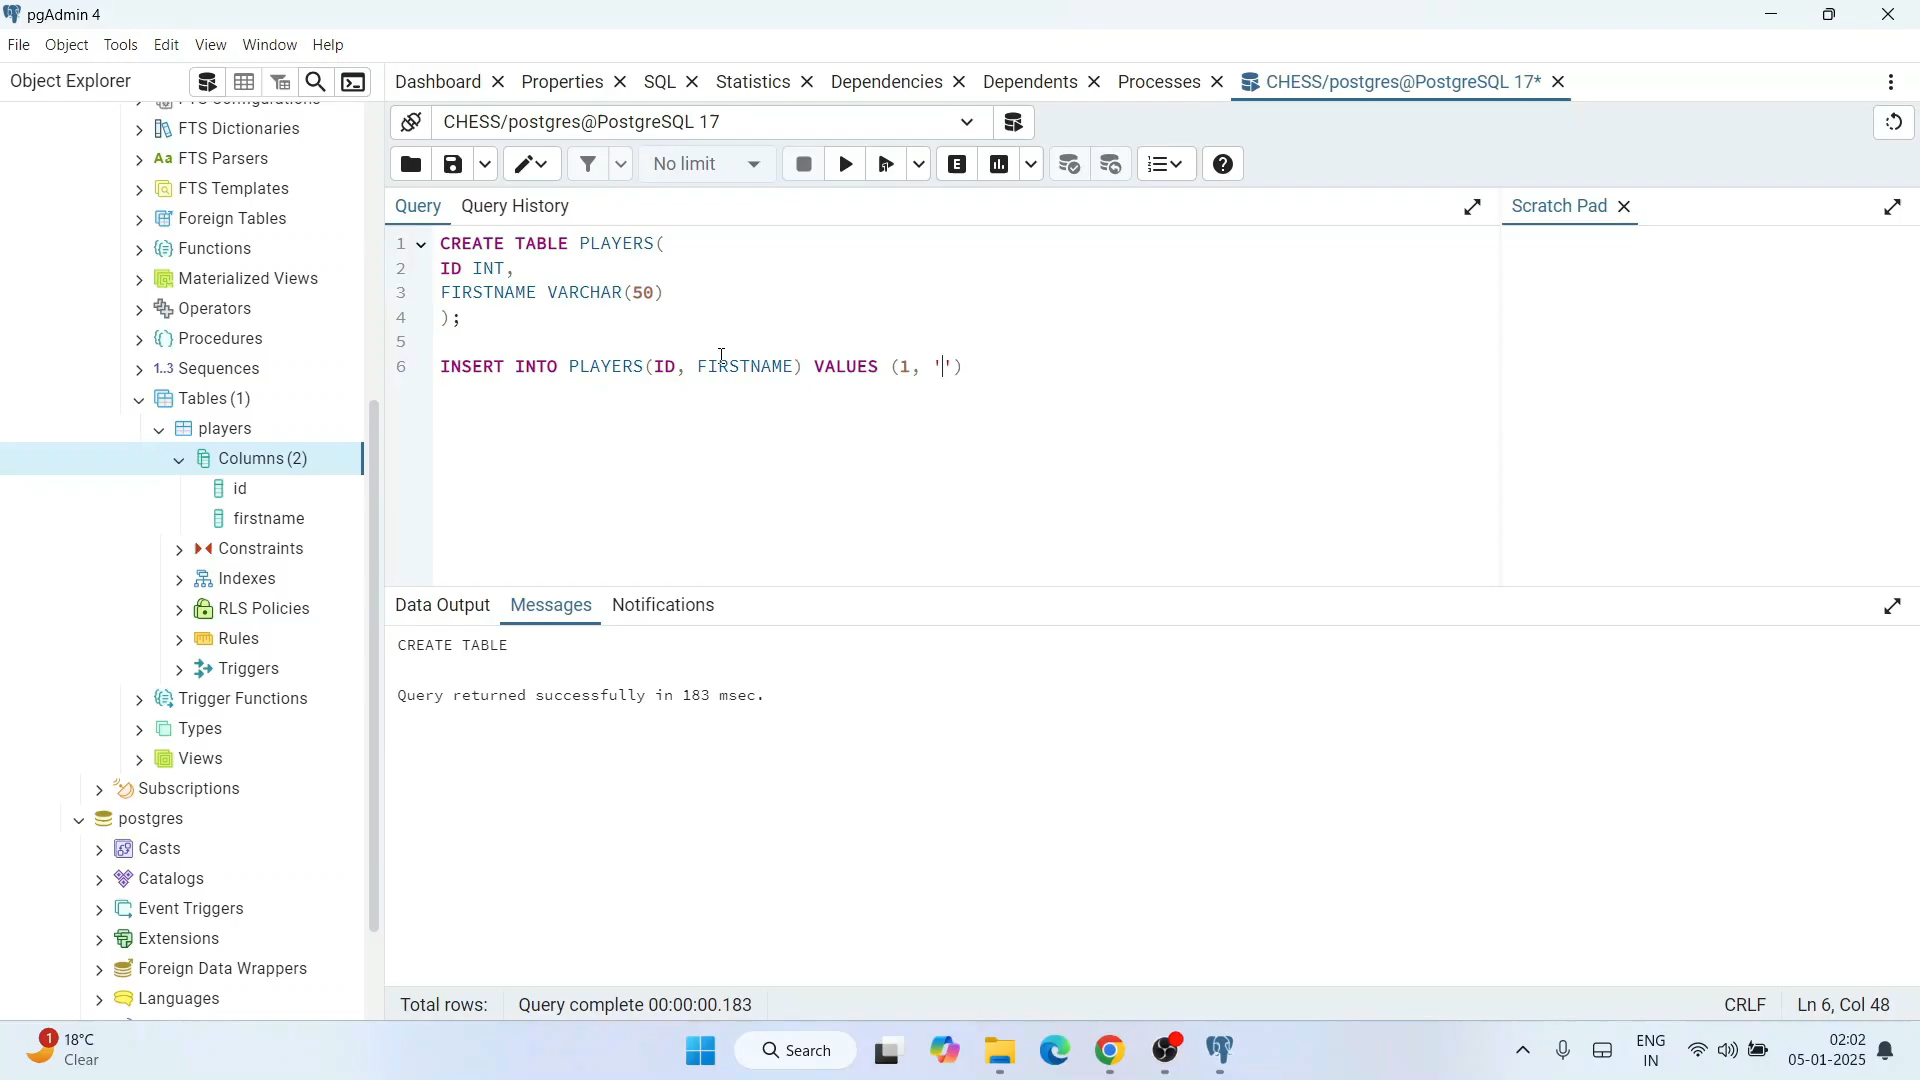 pgAdmin 4
File Object Tools Edit View Window Help
Object Explorer
Dashboard Properties SQL Statistics Dependencies Dependents Processes CHESS/postgres@PostgreSQL 17*
CHESS/postgres@PostgreSQL 17
No limit
Query Query History
Scratch Pad
1 CREATE TABLE PLAYERS(
2 ID INT,
3 FIRSTNAME VARCHAR(50)
4 );
5
6 INSERT INTO PLAYERS(ID, FIRSTNAME) VALUES (1, '')
FTS Configurations
FTS Dictionaries
Aa FTS Parsers
FTS Templates
Foreign Tables
Functions
Materialized Views
Operators
Procedures
1..3 Sequences
Tables (1)
players
Columns (2)
id
firstname
Constraints
Indexes
RLS Policies
Rules
Triggers
Trigger Functions
Types
Views
Subscriptions
postgres
Casts
Catalogs
Event Triggers
Extensions
Foreign Data Wrappers
Languages
Data Output Messages Notifications
CREATE TABLE
Query returned successfully in 183 msec.
Total rows: Query complete 00:00:00.183 CRLF Ln 6, Col 48
1 18°C
Clear
Search
ENG
IN
02:02
05-01-2025